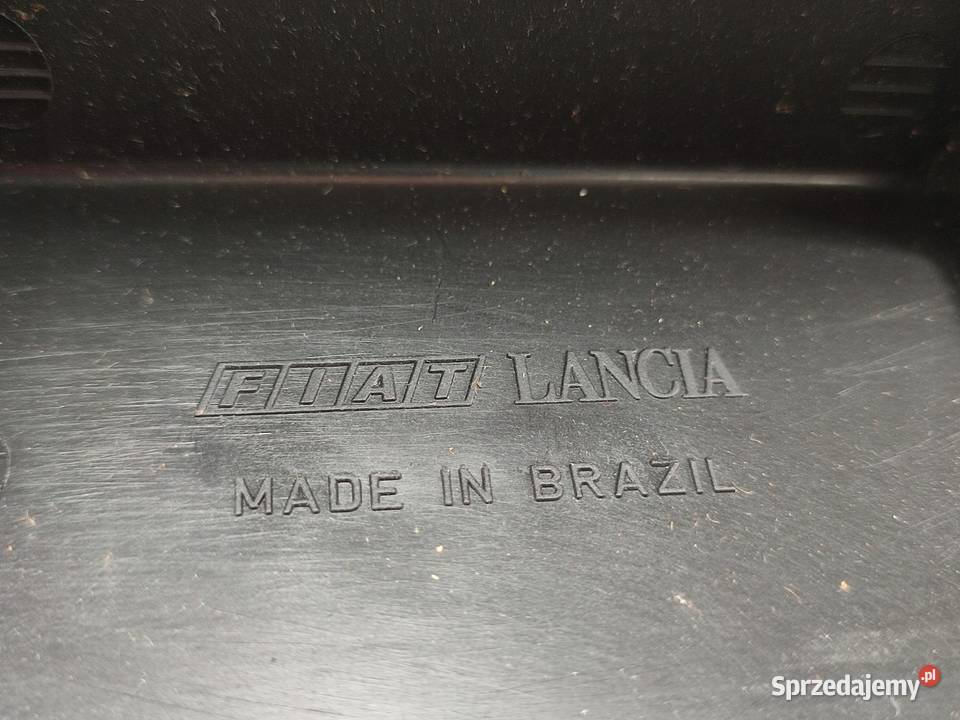 FIAT LANCIA
MADE IN BRAZIL
Sprzedajemy.pl